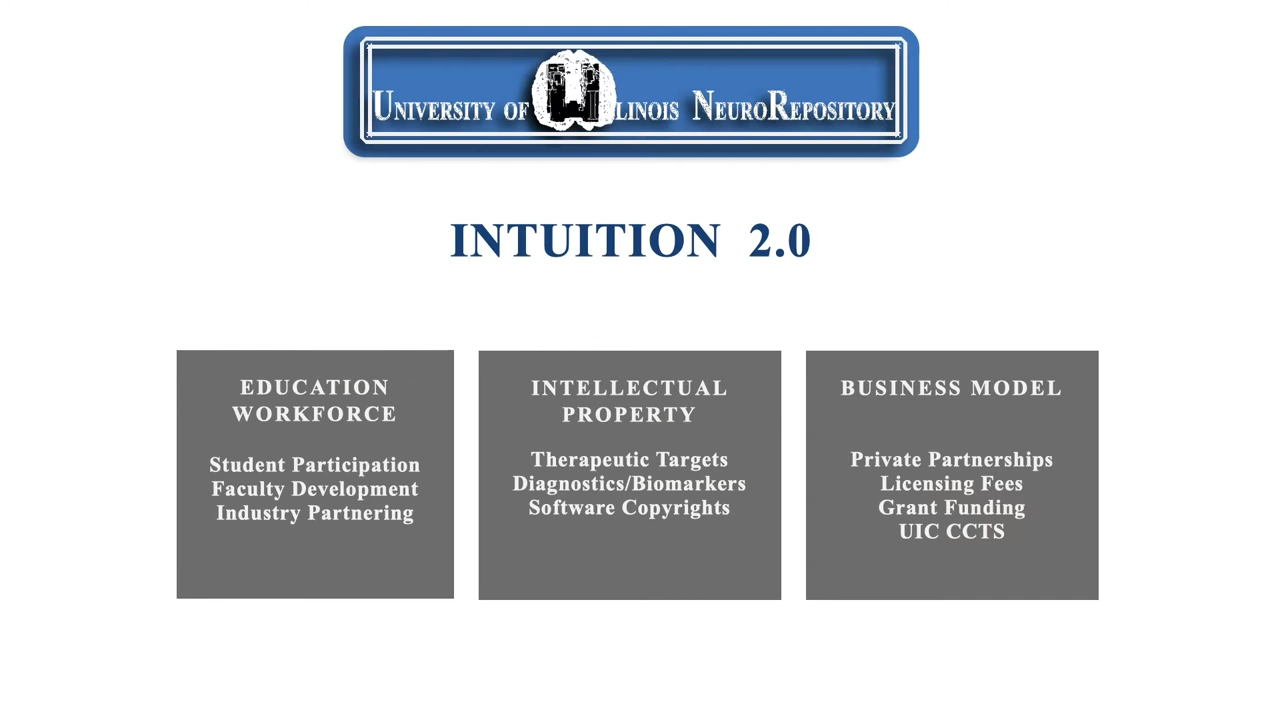 UNIVERSITY OF ILLINOIS NEUROREPOSITORY
INTUITION 2.0
EDUCATION
WORKFORCE
Student Participation
Faculty Development
Industry Partnering
INTELLECTUAL
PROPERTY
Therapeutic Targets
Diagnostics/Biomarkers
Software Copyrights
BUSINESS MODEL
Private Partnerships
Licensing Fees
Grant Funding
UIC CCTS